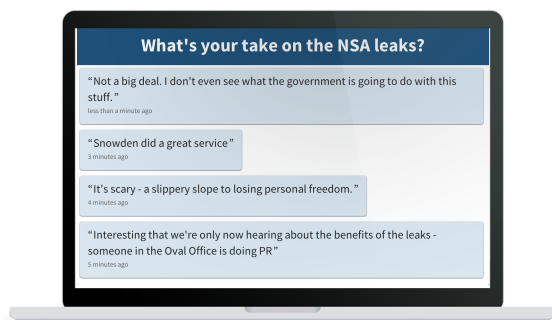 What's your take on the NSA leaks?
“Not a big deal. I don't even see what the government is going to do with this
stuff.”
less than a minute ago
“Snowden did a great service”
3 minutes ago
“It's scary - a slippery slope to losing personal freedom.”
4 minutes ago
“Interesting that we're only now hearing about the benefits of the leaks -
someone in the Oval Office is doing PR”
5 minutes ago